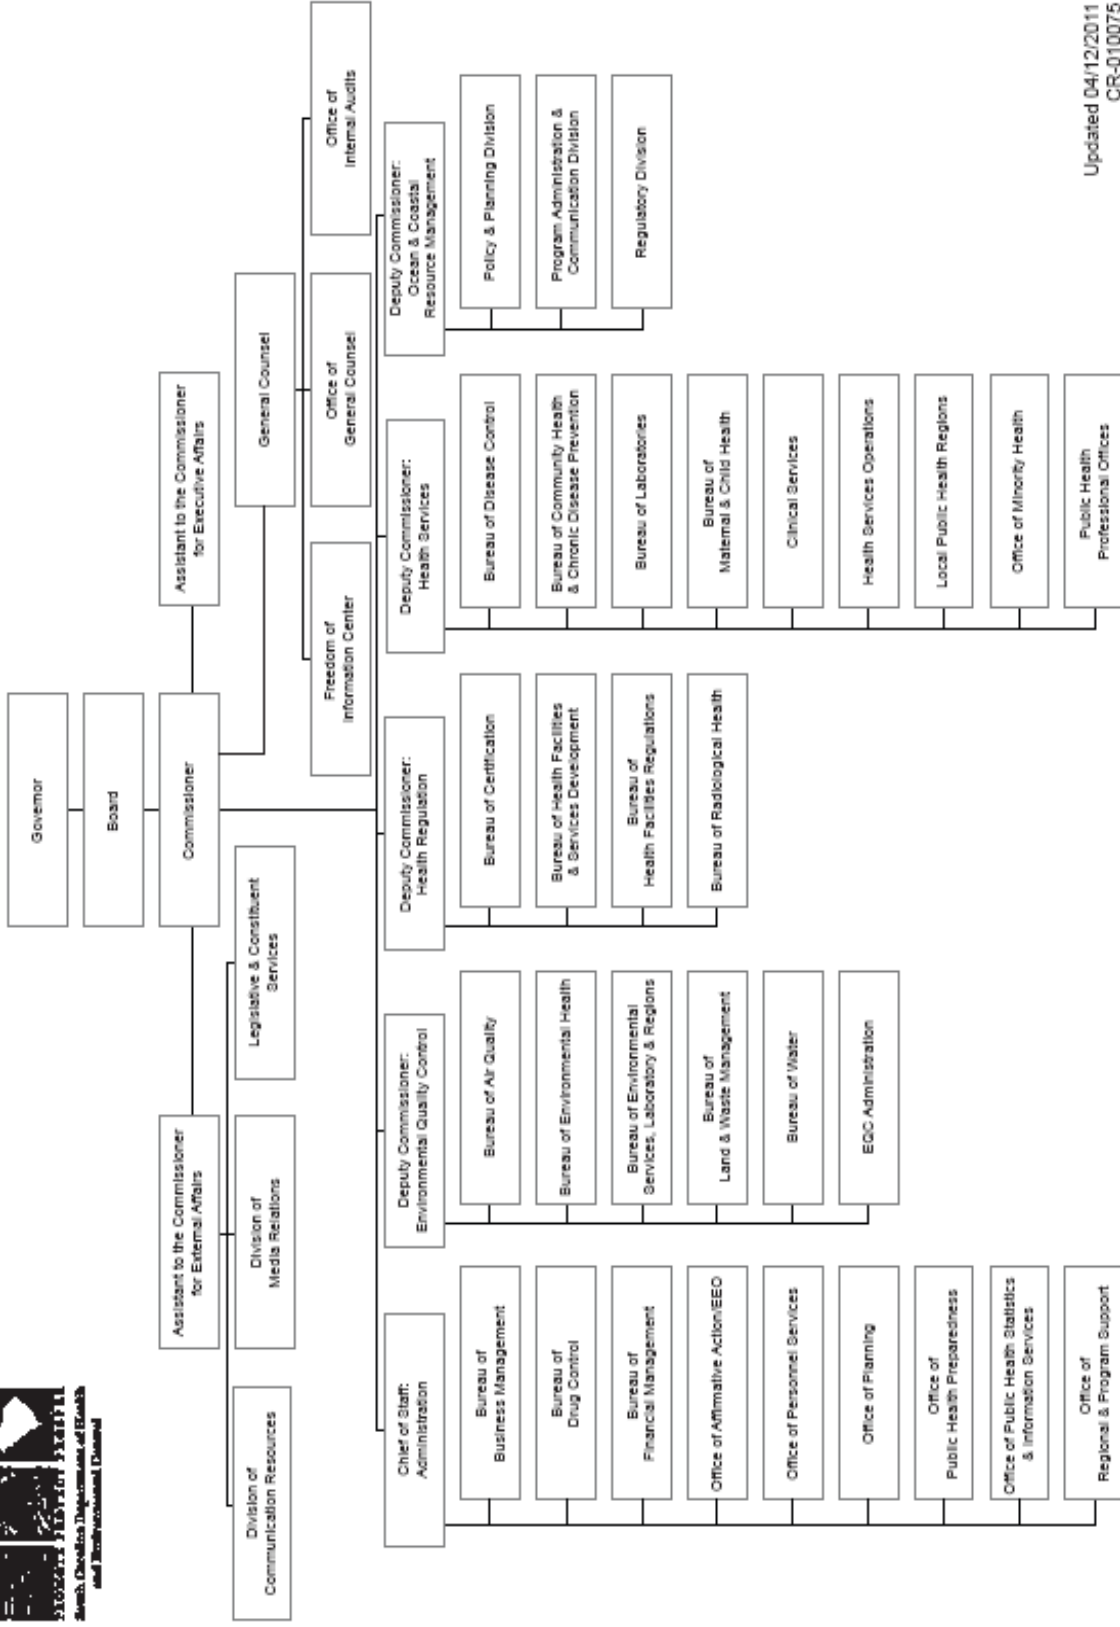 South Carolina Department of Health
and Environmental Control
Governor
Board
Commissioner
Assistant to the Commissioner
for External Affairs
Assistant to the Commissioner
for Executive Affairs
Division of
Communication Resources
Division of
Media Relations
Legislative & Constituent
Services
General Counsel
Freedom of
Information Center
Office of
General Counsel
Office of
Internal Audits
Chief of Staff:
Administration
Bureau of
Business Management
Bureau of
Drug Control
Bureau of
Financial Management
Office of Affirmative Action/EEO
Office of Personnel Services
Office of Planning
Office of
Public Health Preparedness
Office of Public Health Statistics
& Information Services
Office of
Regional & Program Support
Deputy Commissioner:
Environmental Quality Control
Bureau of Air Quality
Bureau of Environmental Health
Bureau of Environmental
Services, Laboratory & Regions
Bureau of
Land & Waste Management
Bureau of Water
EQC Administration
Deputy Commissioner:
Health Regulation
Bureau of Certification
Bureau of Health Facilities
& Services Development
Bureau of
Health Facilities Regulations
Bureau of Radiological Health
Deputy Commissioner:
Health Services
Bureau of Disease Control
Bureau of Community Health
& Chronic Disease Prevention
Bureau of Laboratories
Bureau of
Maternal & Child Health
Clinical Services
Health Services Operations
Local Public Health Regions
Office of Minority Health
Public Health
Professional Offices
Deputy Commissioner:
Ocean & Coastal
Resource Management
Policy & Planning Division
Program Administration &
Communication Division
Regulatory Division
Updated 04/12/2011
CR-010075